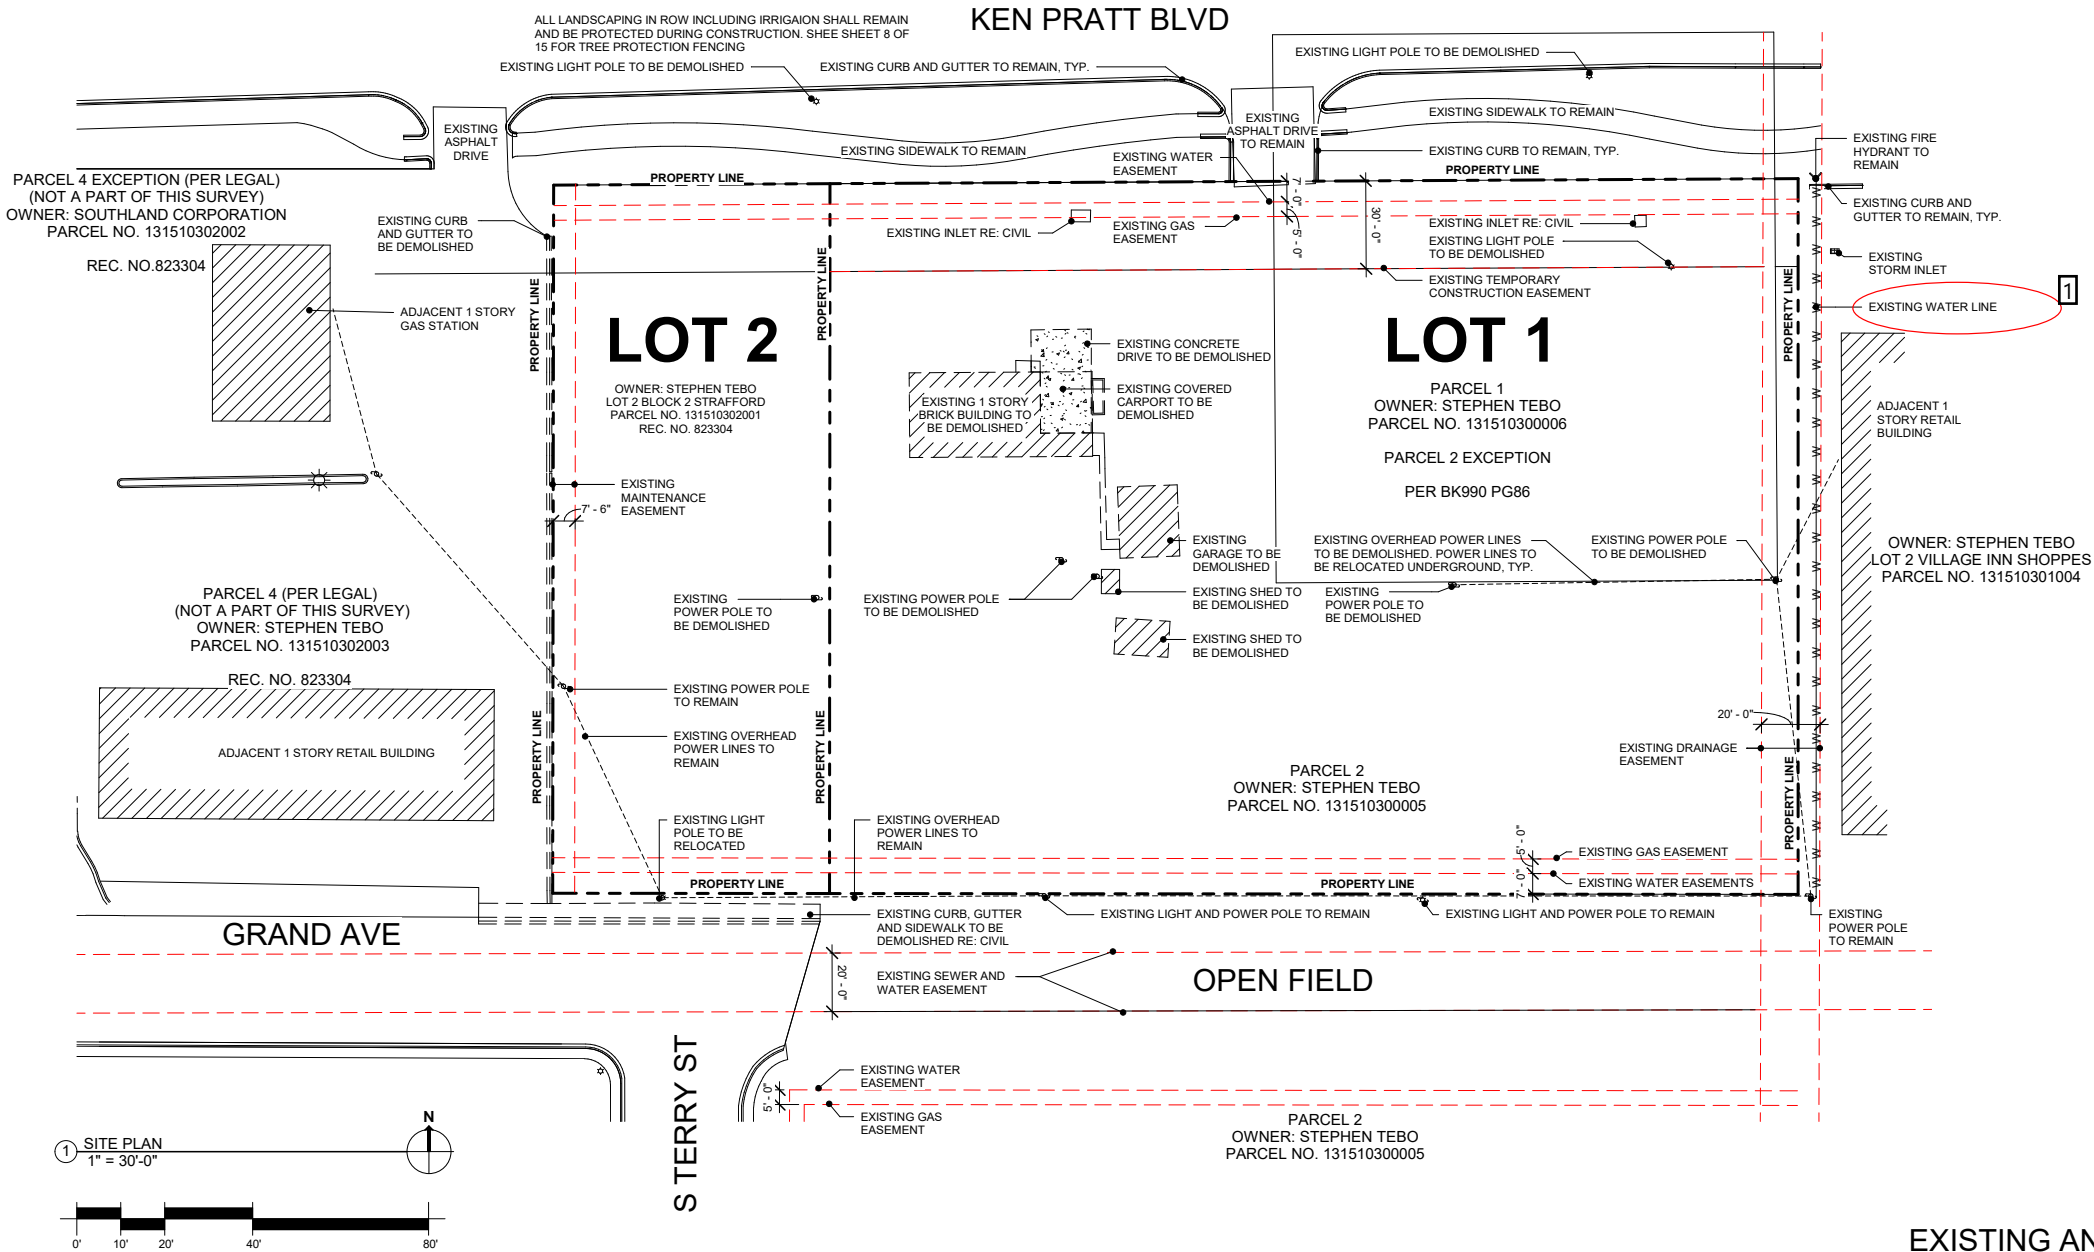 KEN PRATT BLVD
ALL LANDSCAPING IN ROW INCLUDING IRRIGAION SHALL REMAIN
AND BE PROTECTED DURING CONSTRUCTION. SHEE SHEET 8 OF
15 FOR TREE PROTECTION FENCING
EXISTING LIGHT POLE TO BE DEMOLISHED
EXISTING CURB AND GUTTER TO REMAIN, TYP.
EXISTING LIGHT POLE TO BE DEMOLISHED
EXISTING
ASPHALT
DRIVE
EXISTING SIDEWALK TO REMAIN
EXISTING
ASPHALT DRIVE
TO REMAIN
EXISTING SIDEWALK TO REMAIN
EXISTING CURB TO REMAIN, TYP.
EXISTING WATER
EASEMENT
EXISTING FIRE
HYDRANT TO
REMAIN
PROPERTY LINE
PROPERTY LINE
PARCEL 4 EXCEPTION (PER LEGAL)
(NOT A PART OF THIS SURVEY)
OWNER: SOUTHLAND CORPORATION
PARCEL NO. 131510302002
REC. NO.823304
EXISTING CURB
AND GUTTER TO
BE DEMOLISHED
EXISTING INLET RE: CIVIL
EXISTING GAS
EASEMENT
7' - 0"
5' - 0"
30' - 0"
EXISTING INLET RE: CIVIL
EXISTING LIGHT POLE
TO BE DEMOLISHED
EXISTING TEMPORARY
CONSTRUCTION EASEMENT
EXISTING CURB AND
GUTTER TO REMAIN, TYP.
EXISTING
STORM INLET
EXISTING WATER LINE
1
ADJACENT 1 STORY
GAS STATION
PROPERTY LINE
PROPERTY LINE
PROPERTY LINE
LOT 2
OWNER: STEPHEN TEBO
LOT 2 BLOCK 2 STRAFFORD
PARCEL NO. 131510302001
REC. NO. 823304
LOT 1
PARCEL 1
OWNER: STEPHEN TEBO
PARCEL NO. 131510300006
PARCEL 2 EXCEPTION
PER BK990 PG86
EXISTING CONCRETE
DRIVE TO BE DEMOLISHED
EXISTING COVERED
CARPORT TO BE
DEMOLISHED
EXISTING 1 STORY
BRICK BUILDING TO
BE DEMOLISHED
ADJACENT 1
STORY RETAIL
BUILDING
EXISTING
MAINTENANCE
EASEMENT
7' - 6"
EXISTING
GARAGE TO BE
DEMOLISHED
EXISTING OVERHEAD POWER LINES
TO BE DEMOLISHED. POWER LINES TO
BE RELOCATED UNDERGROUND, TYP.
EXISTING POWER POLE
TO BE DEMOLISHED
OWNER: STEPHEN TEBO
LOT 2 VILLAGE INN SHOPPES
PARCEL NO. 131510301004
PARCEL 4 (PER LEGAL)
(NOT A PART OF THIS SURVEY)
OWNER: STEPHEN TEBO
PARCEL NO. 131510302003
REC. NO. 823304
EXISTING
POWER POLE TO
BE DEMOLISHED
EXISTING POWER POLE
TO BE DEMOLISHED
EXISTING SHED TO
BE DEMOLISHED
EXISTING
POWER POLE TO
BE DEMOLISHED
EXISTING SHED TO
BE DEMOLISHED
EXISTING POWER POLE
TO REMAIN
EXISTING OVERHEAD
POWER LINES TO
REMAIN
PROPERTY LINE
PROPERTY LINE
PROPERTY LINE
20' - 0"
EXISTING DRAINAGE
EASEMENT
ADJACENT 1 STORY RETAIL BUILDING
PARCEL 2
OWNER: STEPHEN TEBO
PARCEL NO. 131510300005
EXISTING LIGHT
POLE TO BE
RELOCATED
EXISTING OVERHEAD
POWER LINES TO
REMAIN
5' - 0"
7' - 0"
EXISTING GAS EASEMENT
EXISTING WATER EASEMENTS
PROPERTY LINE
PROPERTY LINE
EXISTING CURB, GUTTER
AND SIDEWALK TO BE
DEMOLISHED RE: CIVIL
EXISTING LIGHT AND POWER POLE TO REMAIN
EXISTING LIGHT AND POWER POLE TO REMAIN
EXISTING
POWER POLE
TO REMAIN
W W W W W W W W W W W W W W W W W W W W W W W W W
GRAND AVE
20' - 0"
EXISTING SEWER AND
WATER EASEMENT
OPEN FIELD
S TERRY ST
EXISTING WATER
EASEMENT
5' - 0"
EXISTING GAS
EASEMENT
PARCEL 2
OWNER: STEPHEN TEBO
PARCEL NO. 131510300005
1
SITE PLAN
1" = 30'-0"
N
0' 10' 20' 40' 80'
EXISTING AN